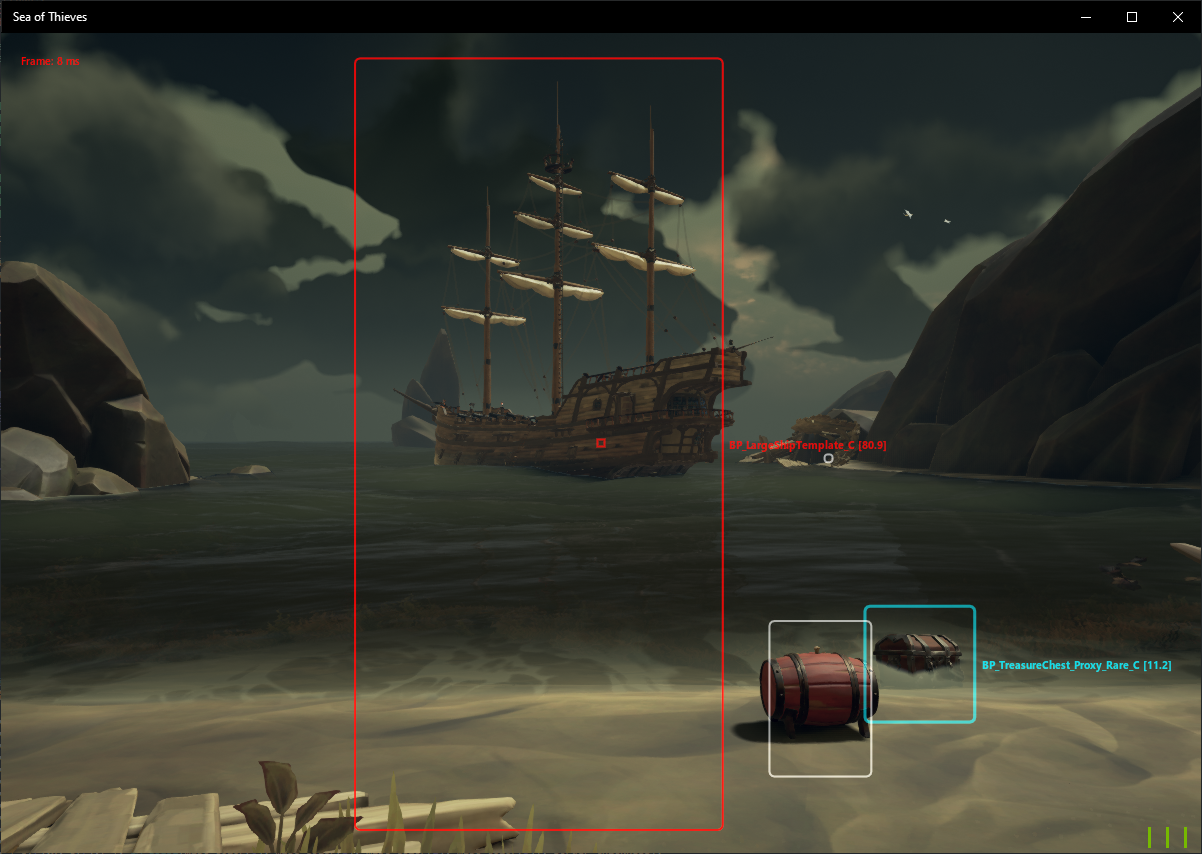 Sea of Thieves
Frame: 8 ms
BP_LargeShipTemplate_C [80.9]
BP_TreasureChest_Proxy_Rare_C [11.2]